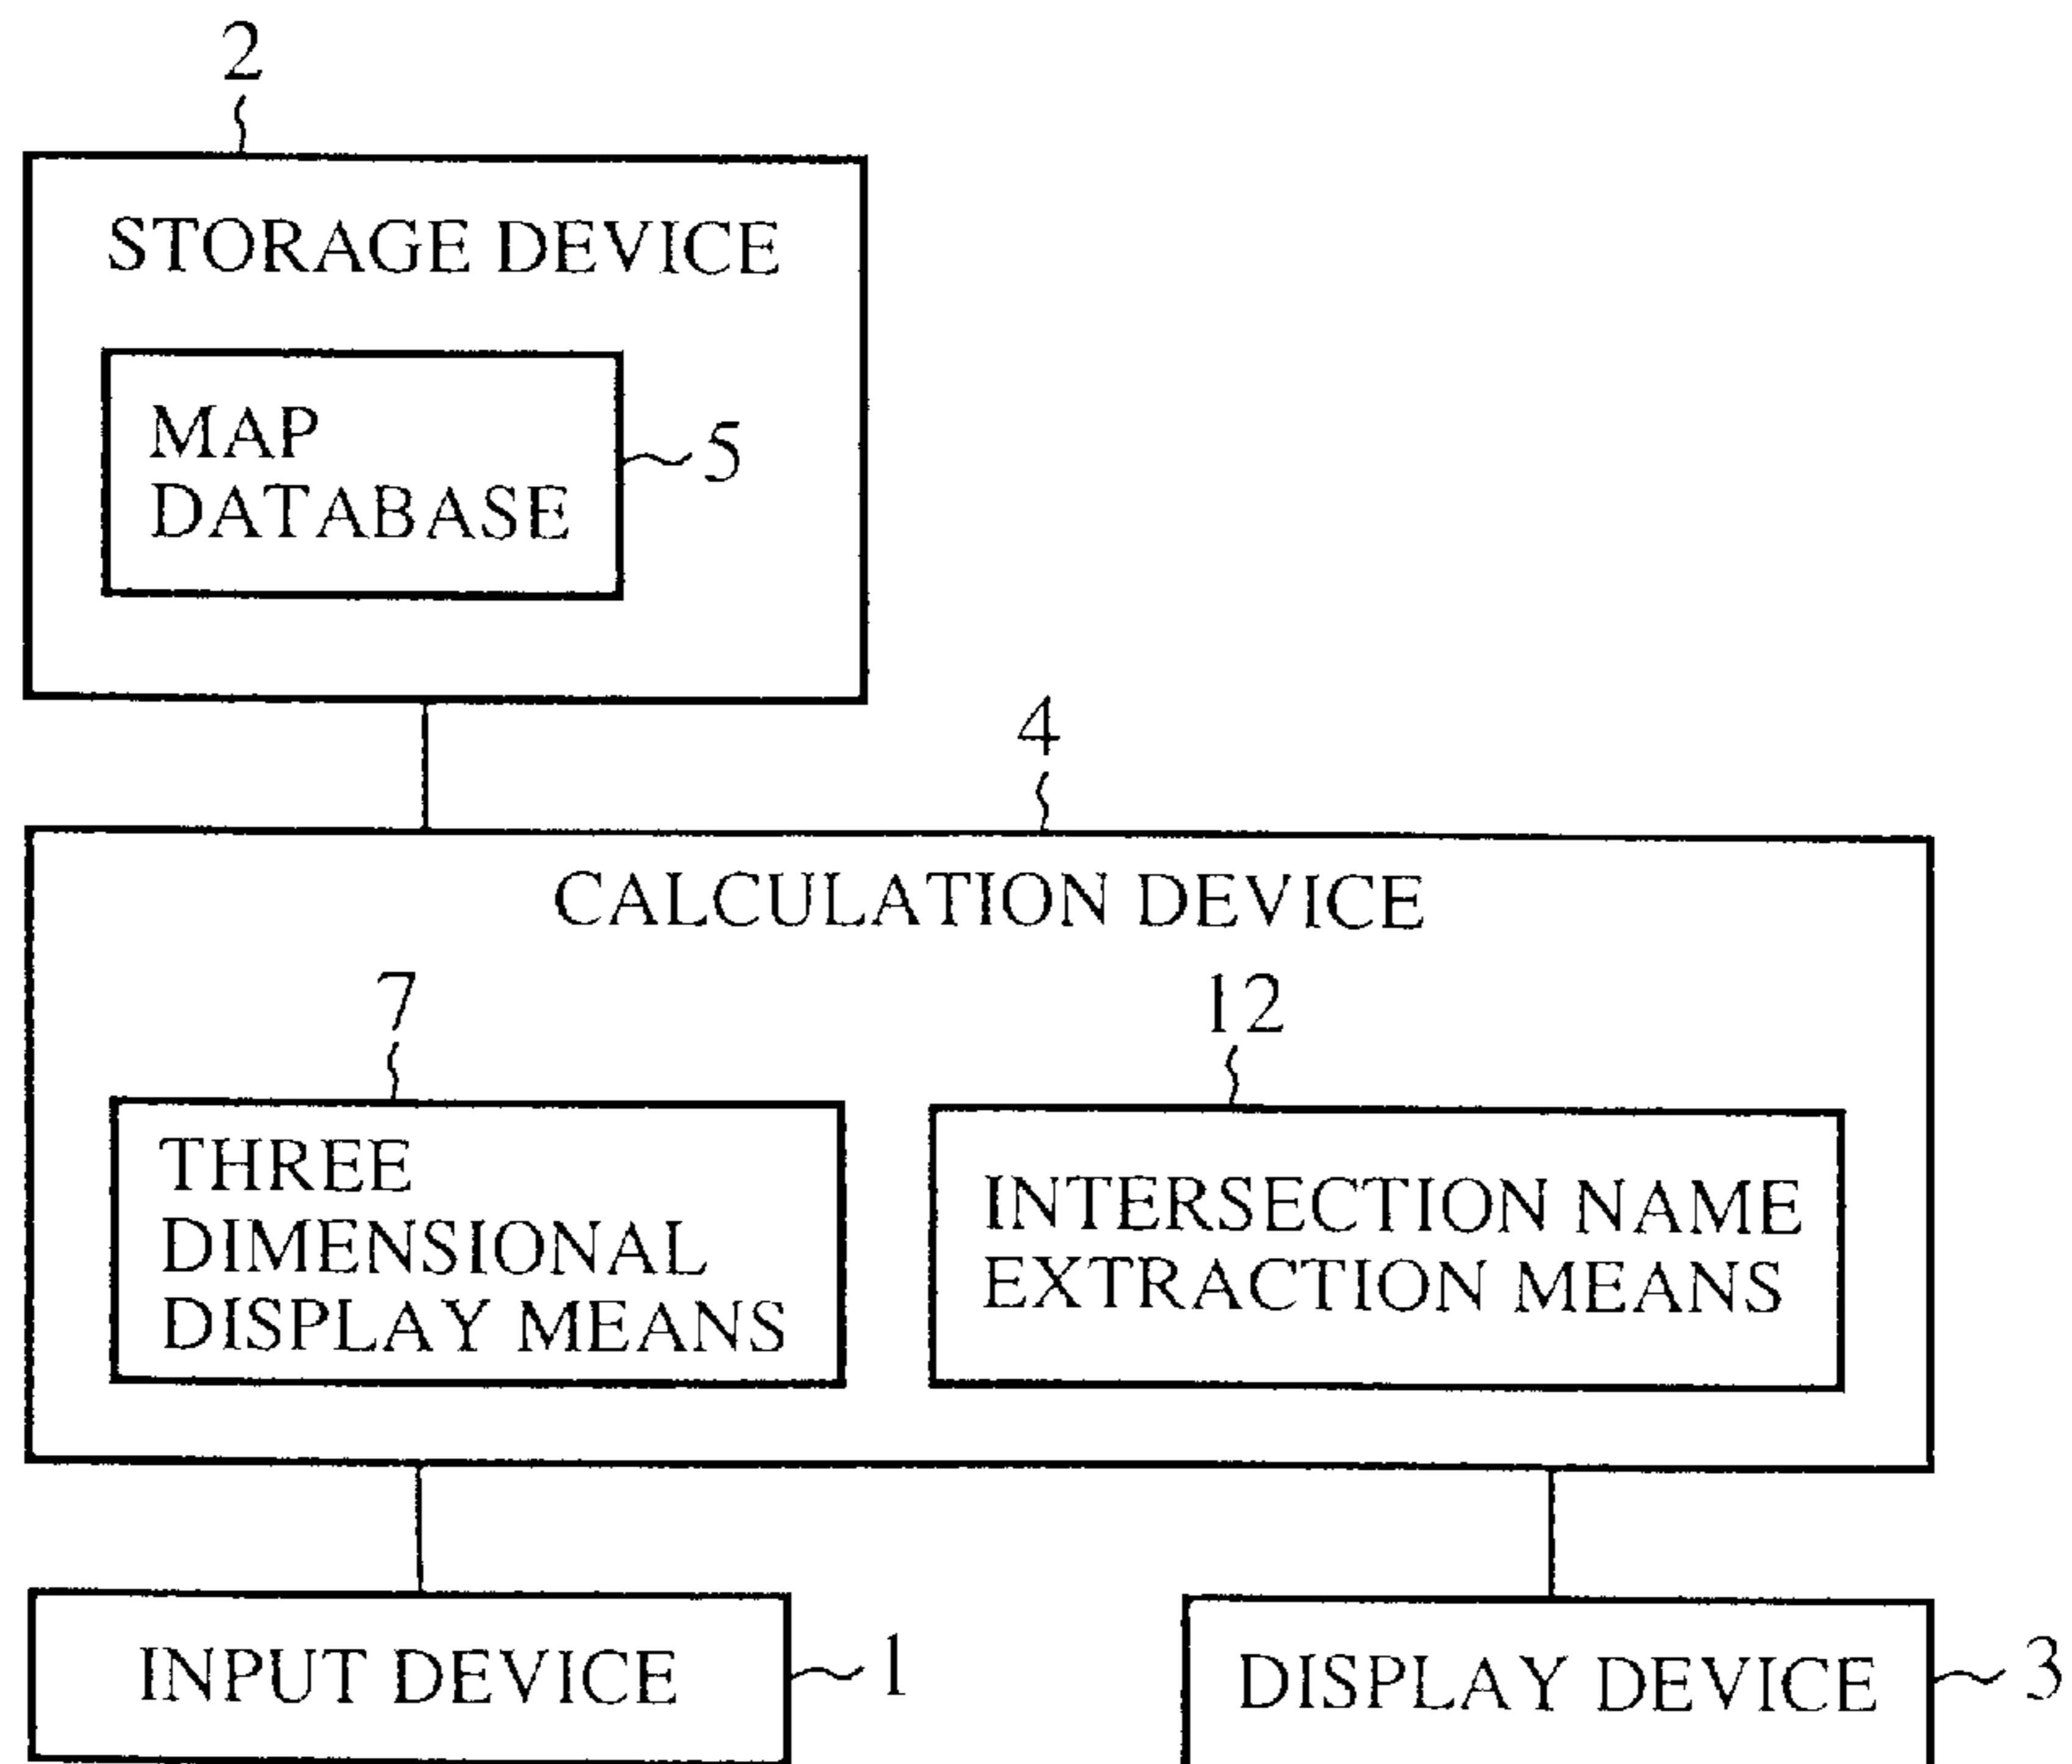 2
STORAGE DEVICE
MAP
DATABASE
5
4
CALCULATION DEVICE
7
12
THREE
DIMENSIONAL
DISPLAY MEANS
INTERSECTION NAME
EXTRACTION MEANS
INPUT DEVICE
1
DISPLAY DEVICE
3